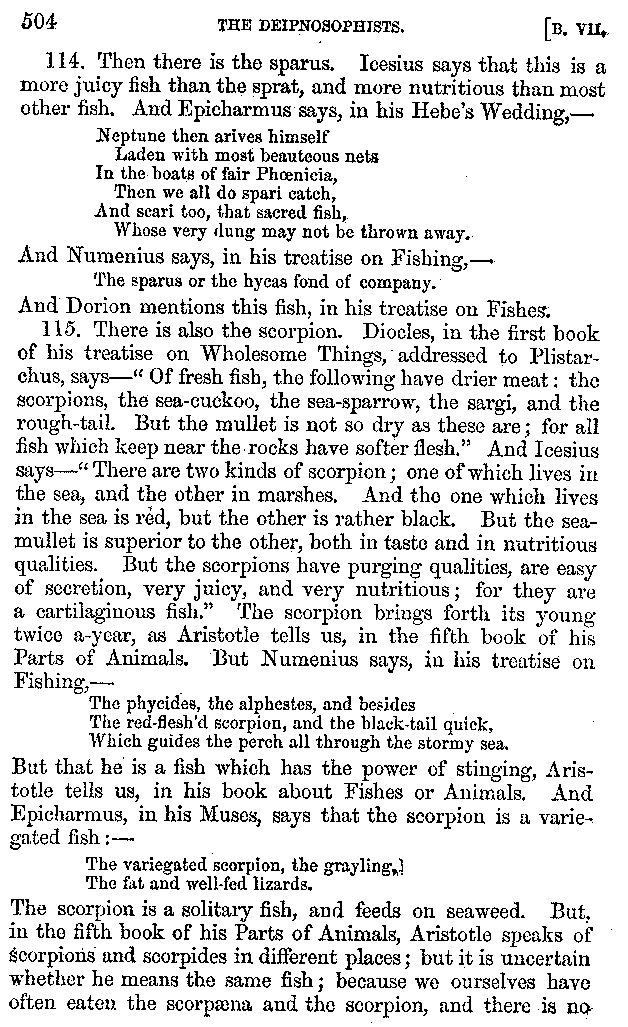 504 THE DEIPNOSOPHISTS. [B. VII.
114. Then there is the sparus. Icesius says that this is a
more juicy fish than the sprat, and more nutritious than most
other fish. And Epicharmus says, in his Hebe's Wedding,—
Neptune then arives himself
Laden with most beauteous nets
In the boats of fair Phœnicia,
Then we all do spari catch,
And scari too, that sacred fish,
Whose very dung may not be thrown away.
And Numenius says, in his treatise on Fishing,—
The sparus or the hycas fond of company.
And Dorion mentions this fish, in his treatise on Fishes.
115. There is also the scorpion. Diocles, in the first book
of his treatise on Wholesome Things, addressed to Plistar-
chus, says—“ Of fresh fish, the following have drier meat: the
scorpions, the sea-cuckoo, the sea-sparrow, the sargi, and the
rough-tail. But the mullet is not so dry as these are; for all
fish which keep near the rocks have softer flesh.” And Icesius
says—“ There are two kinds of scorpion; one of which lives in
the sea, and the other in marshes. And the one which lives
in the sea is red, but the other is rather black. But the sea-
mullet is superior to the other, both in taste and in nutritious
qualities. But the scorpions have purging qualities, are easy
of secretion, very juicy, and very nutritious; for they are
a cartilaginous fish.” The scorpion brings forth its young
twice a-year, as Aristotle tells us, in the fifth book of his
Parts of Animals. But Numenius says, in his treatise on
Fishing,—
The phycides, the alphestes, and besides
The red-flesh'd scorpion, and the black-tail quick,
Which guides the perch all through the stormy sea.
But that he is a fish which has the power of stinging, Aris-
totle tells us, in his book about Fishes or Animals. And
Epicharmus, in his Muses, says that the scorpion is a varie-
gated fish:—
The variegated scorpion, the grayling,
The fat and well-fed lizards.
The scorpion is a solitary fish, and feeds on seaweed. But,
in the fifth book of his Parts of Animals, Aristotle speaks of
scorpions and scorpides in different places; but it is uncertain
whether he means the same fish; because we ourselves have
often eaten the scorpæna and the scorpion, and there is no